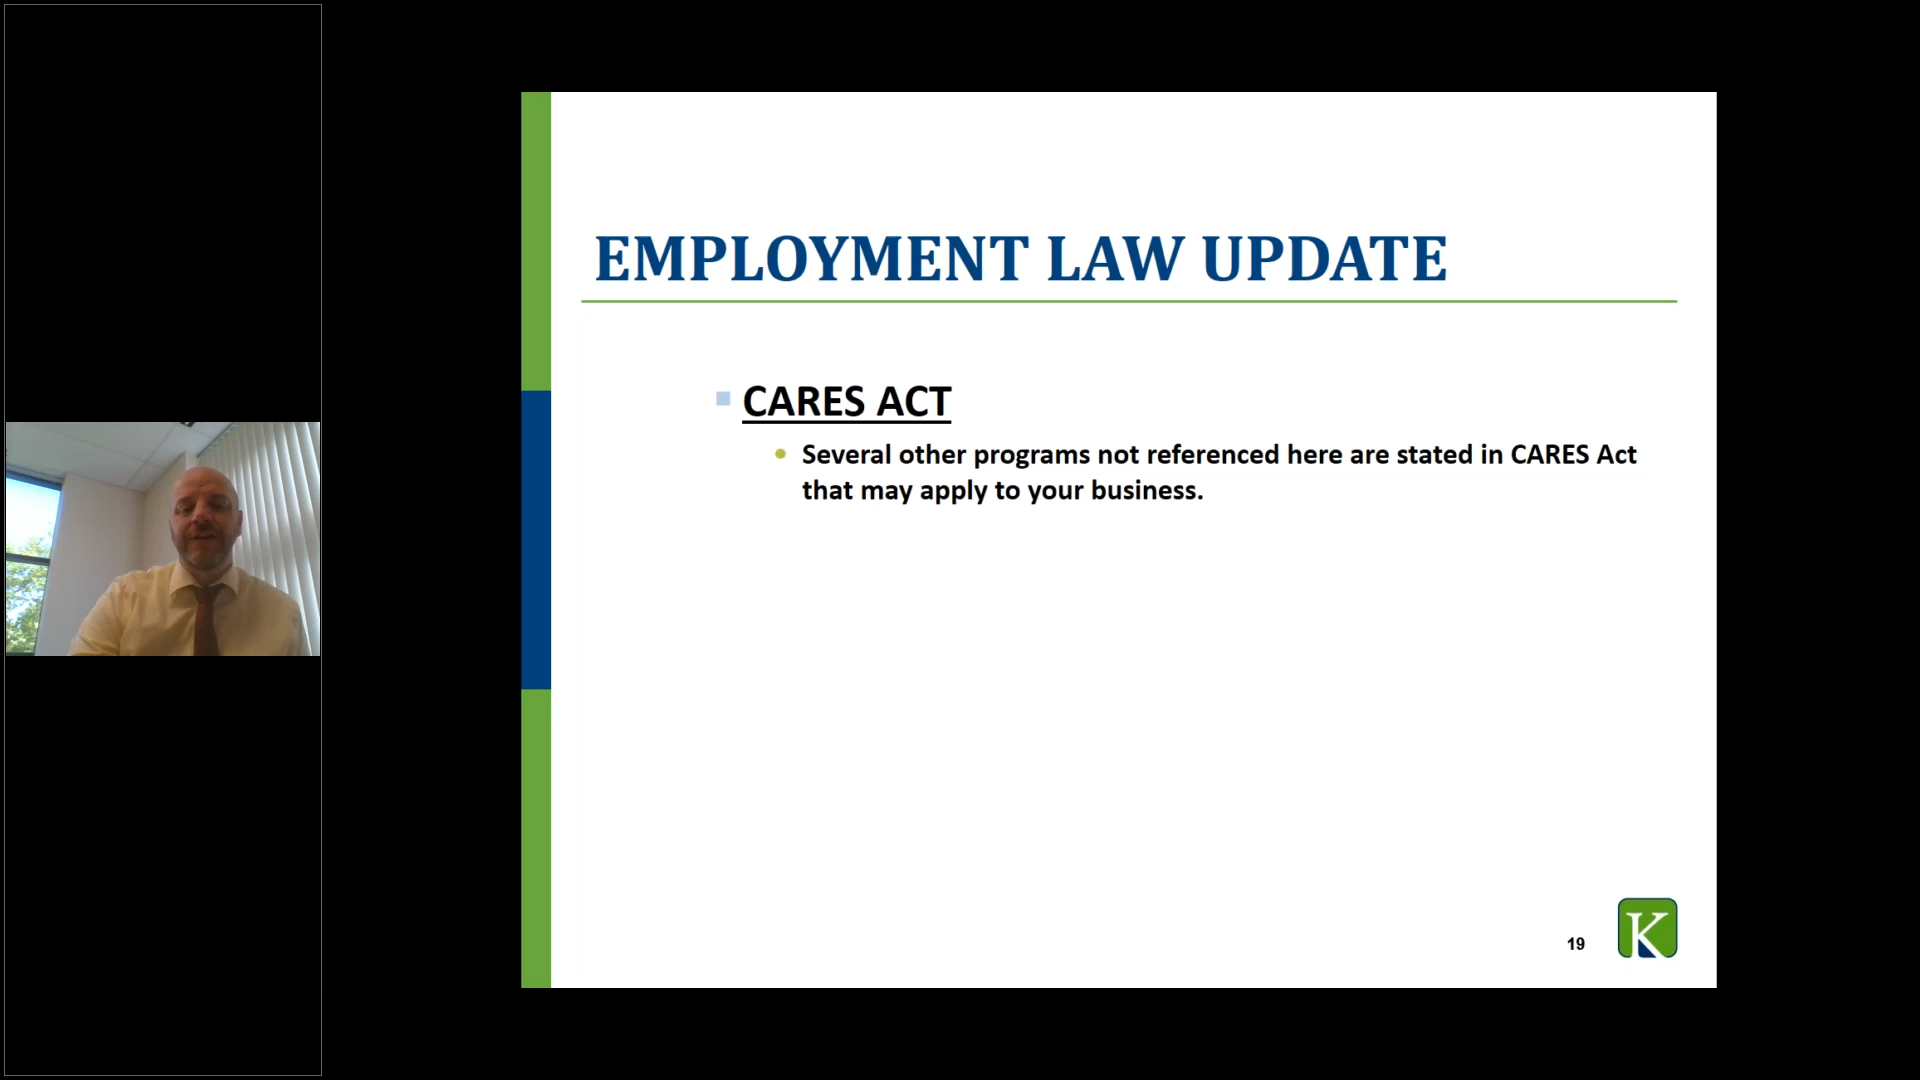 EMPLOYMENT LAW UPDATE
CARES ACT
Several other programs not referenced here are stated in CARES Act
that may apply to your business.
19
K